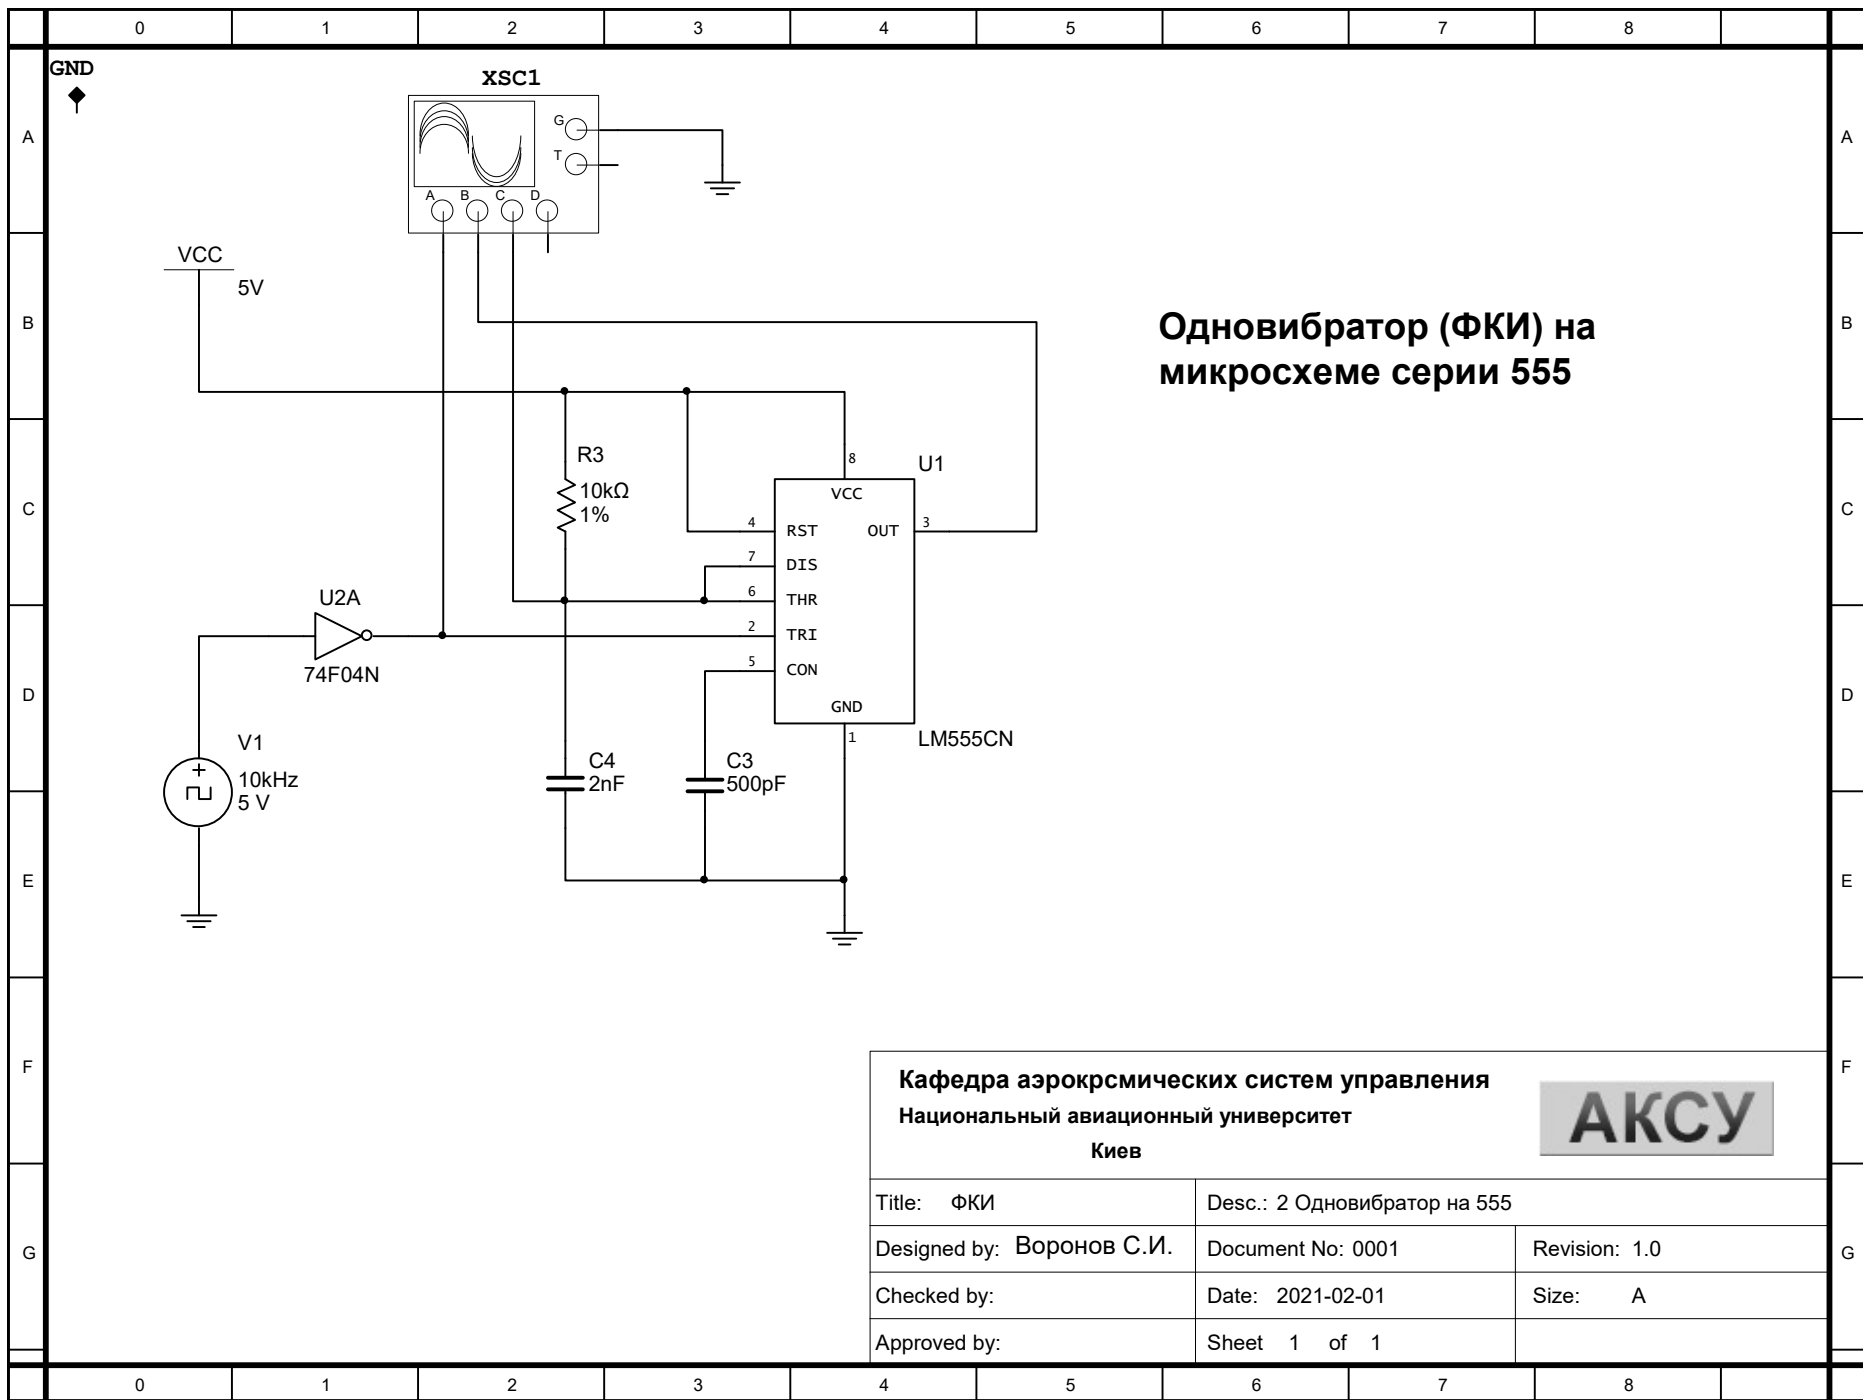 0 1 2 3 4 5 6 7 8
GND
XSC1
G
T
A B C D
A A
VCC
5V
B B
Одновибратор (ФКИ) на
микросхеме серии 555
R3
10kΩ
1%
8
U1
VCC
C C
4 RST OUT 3
7 DIS
6 THR
2 TRI
5 CON
GND
1
LM555CN
U2A
74F04N
D D
V1
10kHz
5 V
C4
2nF
C3
500pF
E E
F F
Кафедра аэрокрсмических систем управления
Национальный авиационный университет
Киев
АКСУ
Title: ФКИ Desc.: 2 Одновибратор на 555
G G
Designed by: Воронов С.И. Document No: 0001 Revision: 1.0
Checked by: Date: 2021-02-01 Size: A
Approved by: Sheet 1 of 1
0 1 2 3 4 5 6 7 8